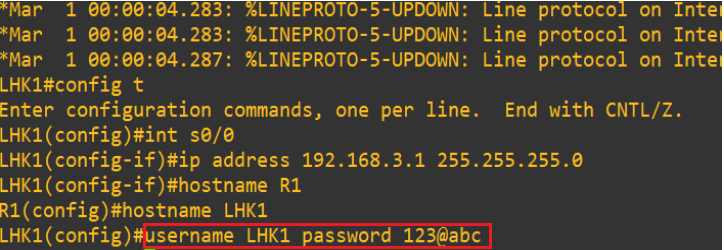 *Mar  1 00:00:04.283: %LINEPROTO-5-UPDOWN: Line protocol on Inter
*Mar  1 00:00:04.283: %LINEPROTO-5-UPDOWN: Line protocol on Inter
*Mar  1 00:00:04.287: %LINEPROTO-5-UPDOWN: Line protocol on Inter
LHK1#config t
Enter configuration commands, one per line.  End with CNTL/Z.
LHK1(config)#int s0/0
LHK1(config-if)#ip address 192.168.3.1 255.255.255.0
LHK1(config-if)#hostname R1
R1(config)#hostname LHK1
LHK1(config)#username LHK1 password 123@abc